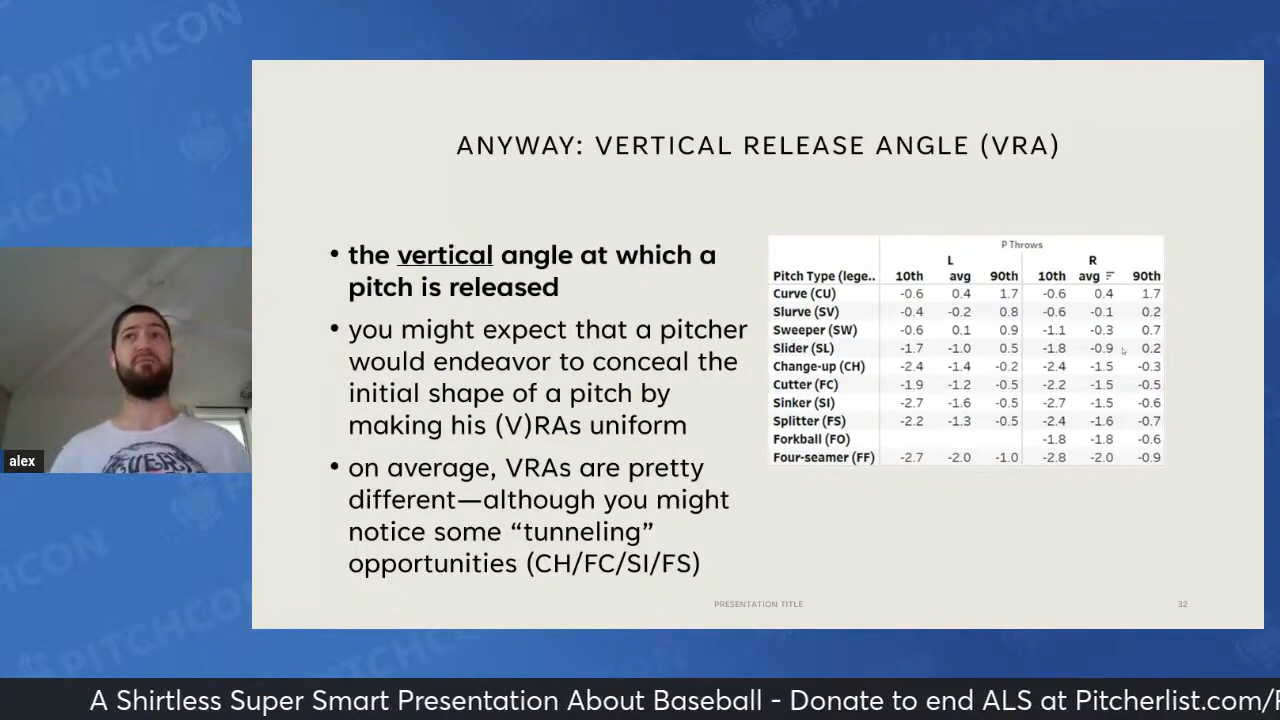 PITCHCON
ANYWAY: VERTICAL RELEASE ANGLE (VRA)
• the vertical angle at which a
pitch is released
• you might expect that a pitcher
would endeavor to conceal the
initial shape of a pitch by
making his (V)RAs uniform
• on average, VRAs are pretty
different—although you might
notice some “tunneling”
opportunities (CH/FC/SI/FS)
P Throws
L R
Pitch Type (lege.. 10th avg 90th 10th avg 90th
Curve (CU) -0.6 0.4 1.7 -0.6 0.4 1.7
Slurve (SV) -0.4 -0.2 0.8 -0.6 -0.1 0.2
Sweeper (SW) -0.6 0.1 0.9 -1.1 -0.3 0.7
Slider (SL) -1.7 -1.0 0.5 -1.8 -0.9 0.2
Change-up (CH) -2.4 -1.4 -0.2 -2.4 -1.5 -0.3
Cutter (FC) -1.9 -1.2 -0.5 -2.2 -1.5 -0.5
Sinker (SI) -2.7 -1.6 -0.5 -2.7 -1.5 -0.6
Splitter (FS) -2.2 -1.3 -0.5 -2.4 -1.6 -0.7
Forkball (FO) -1.8 -1.8 -0.6
Four-seamer (FF) -2.7 -2.0 -1.0 -2.8 -2.0 -0.9
alex
PRESENTATION TITLE
32
A Shirtless Super Smart Presentation About Baseball - Donate to end ALS at Pitcherlist.com/